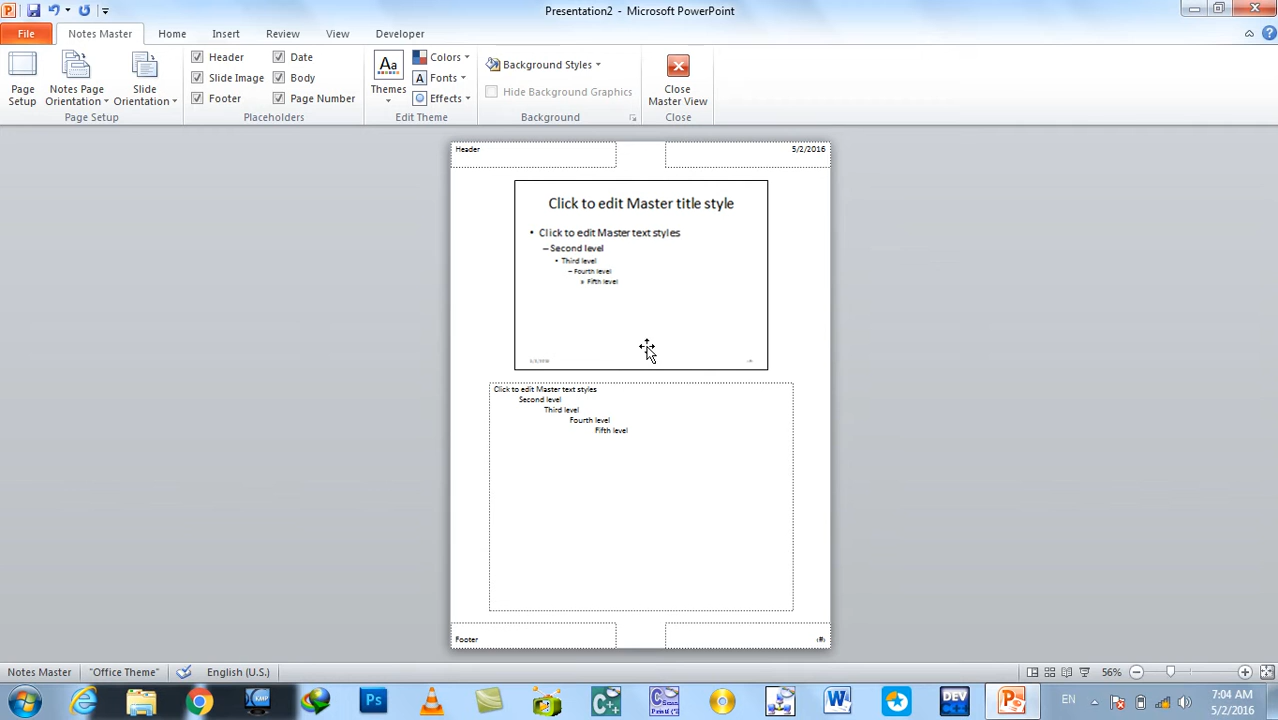 Presentation2 - Microsoft PowerPoint
File Notes Master Home Insert Review View Developer
Page Setup
Notes Page Orientation
Slide Orientation
Page Setup
Header Date
Slide Image Body
Footer Page Number
Placeholders
Themes
Colors
Fonts
Effects
Edit Theme
Background Styles
Hide Background Graphics
Background
Close Master View
Close
Header 5/2/2016
Click to edit Master title style
• Click to edit Master text styles
– Second level
• Third level
– Fourth level
» Fifth level
Click to edit Master text styles
Second level
Third level
Fourth level
Fifth level
Footer ‹#›
Notes Master "Office Theme" English (U.S.) 56%
EN 7:04 AM
5/2/2016